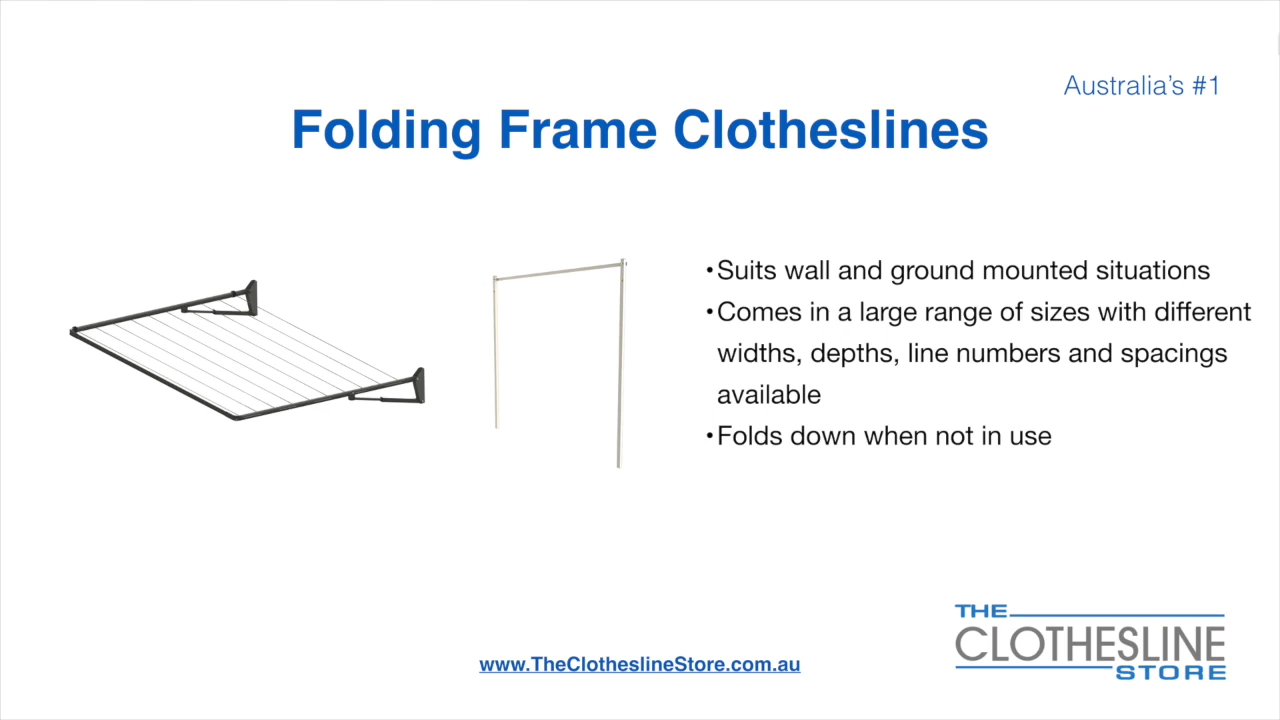 Australia's #1
Folding Frame Clotheslines
•Suits wall and ground mounted situations
•Comes in a large range of sizes with different
widths, depths, line numbers and spacings
available
•Folds down when not in use
www.TheClotheslineStore.com.au
THE
CLOTHESLINE
STORE